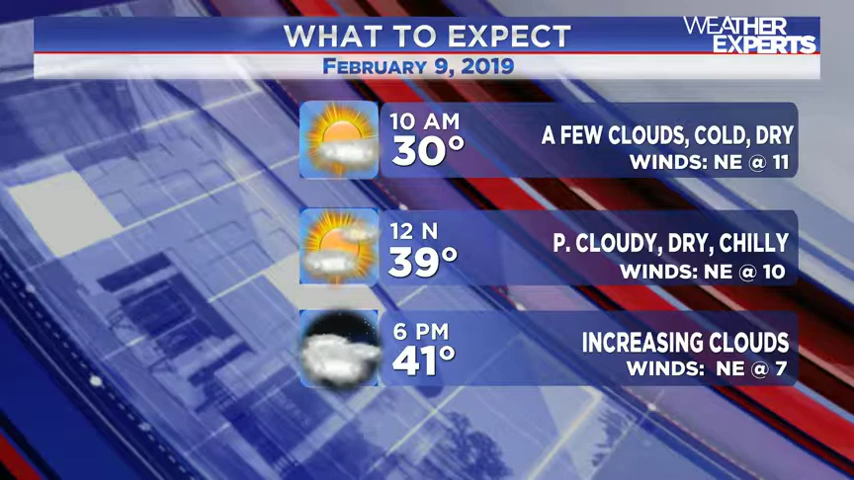 WHAT TO EXPECT
WEATHER
EXPERTS
FEBRUARY 9, 2019
10 AM
30°
A FEW CLOUDS, COLD, DRY
WINDS: NE @ 11
12 N
39°
P. CLOUDY, DRY, CHILLY
WINDS: NE @ 10
6 PM
41°
INCREASING CLOUDS
WINDS: NE @ 7